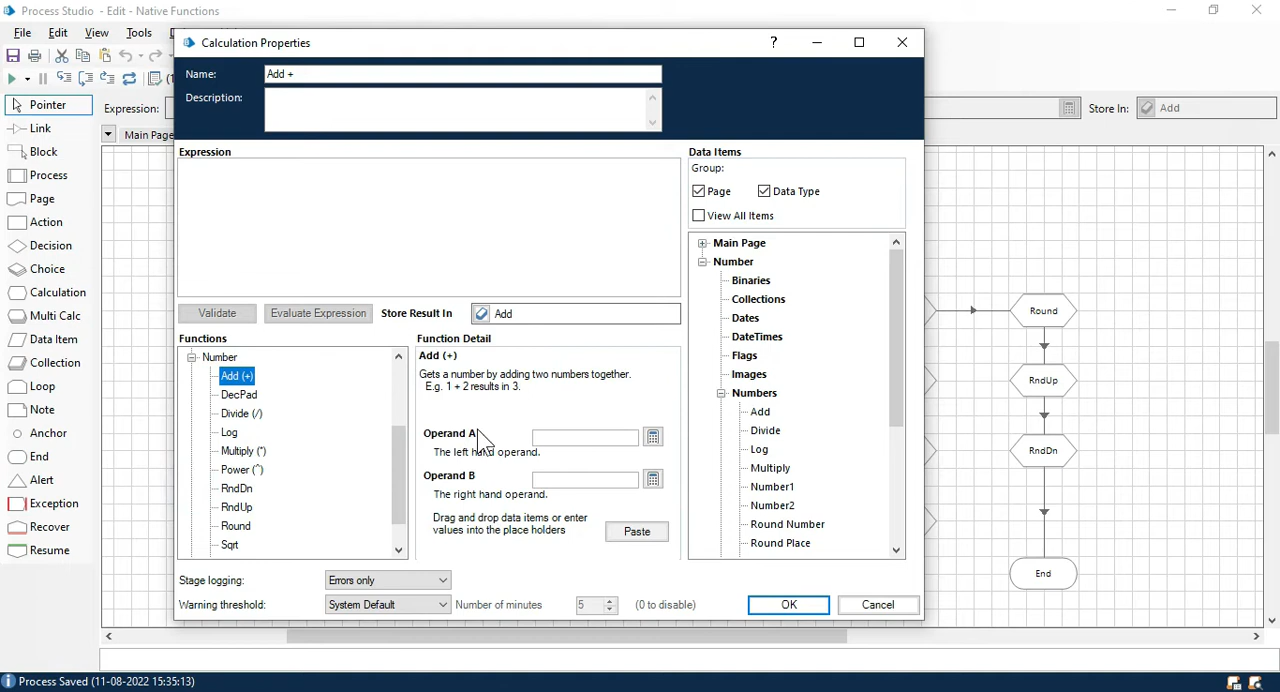 Process Studio - Edit - Native Functions
File Edit View Tools
Calculation Properties
?
Name: Add +
Description:
Pointer
Link
Block
Process
Page
Action
Decision
Choice
Calculation
Multi Calc
Data Item
Collection
Loop
Note
Anchor
End
Alert
Exception
Recover
Resume
Expression:
Store In: Add
Main Page
Expression
Validate Evaluate Expression Store Result In Add
Functions
Number
Add (+)
DecPad
Divide (/)
Log
Multiply (*)
Power (^)
RndDn
RndUp
Round
Sqrt
Function Detail
Add (+)
Gets a number by adding two numbers together.
E.g. 1 + 2 results in 3.
Operand A
The left hand operand.
Operand B
The right hand operand.
Drag and drop data items or enter
values into the place holders
Paste
Data Items
Group:
Page Data Type
View All Items
Main Page
Number
Binaries
Collections
Dates
DateTimes
Flags
Images
Numbers
Add
Divide
Log
Multiply
Number1
Number2
Round Number
Round Place
Stage logging: Errors only
Warning threshold: System Default Number of minutes 5 (0 to disable)
OK Cancel
Round
RndUp
RndDn
End
Process Saved (11-08-2022 15:35:13)